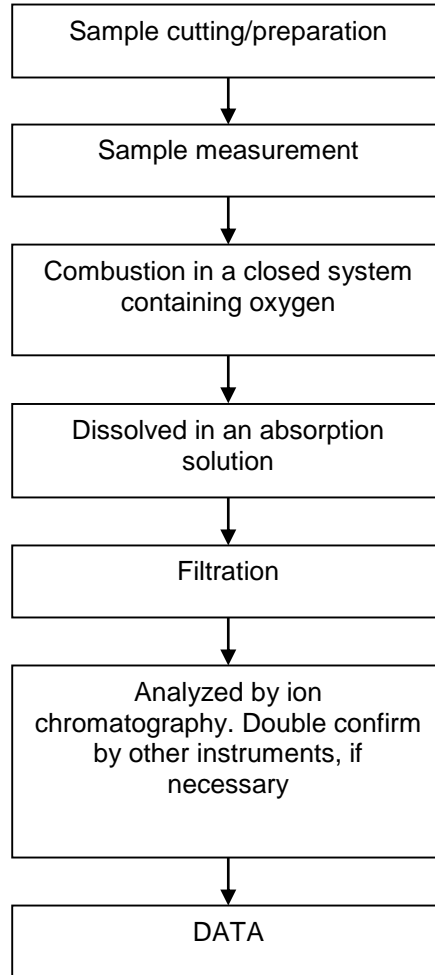 Sample cutting/preparation
Sample measurement
Combustion in a closed system
containing oxygen
Dissolved in an absorption
solution
Filtration
Analyzed by ion
chromatography. Double confirm
by other instruments, if
necessary
DATA